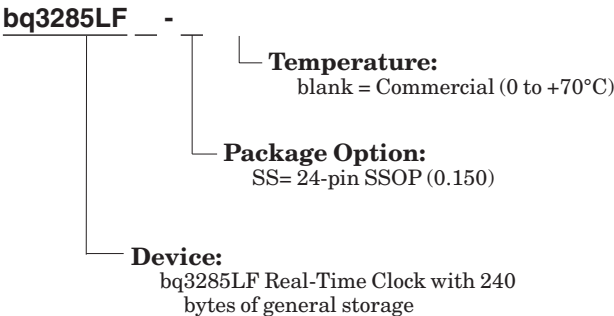 bq3285LF _ - _
Temperature:
blank = Commercial (0 to +70°C)
Package Option:
SS= 24-pin SSOP (0.150)
Device:
bq3285LF Real-Time Clock with 240
bytes of general storage